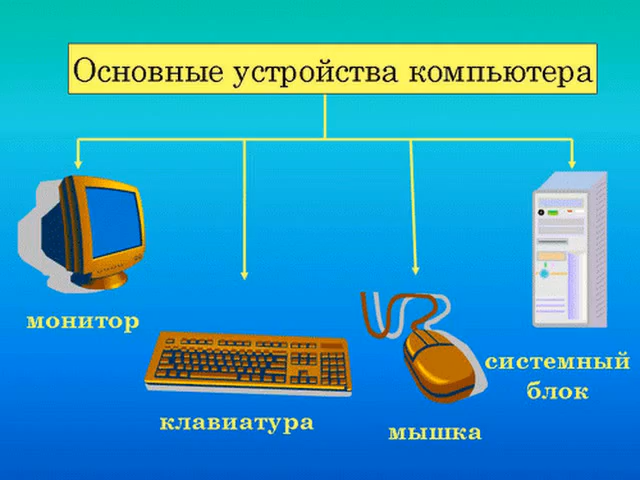 Основные устройства компьютера
монитор
клавиатура
мышка
системный
блок